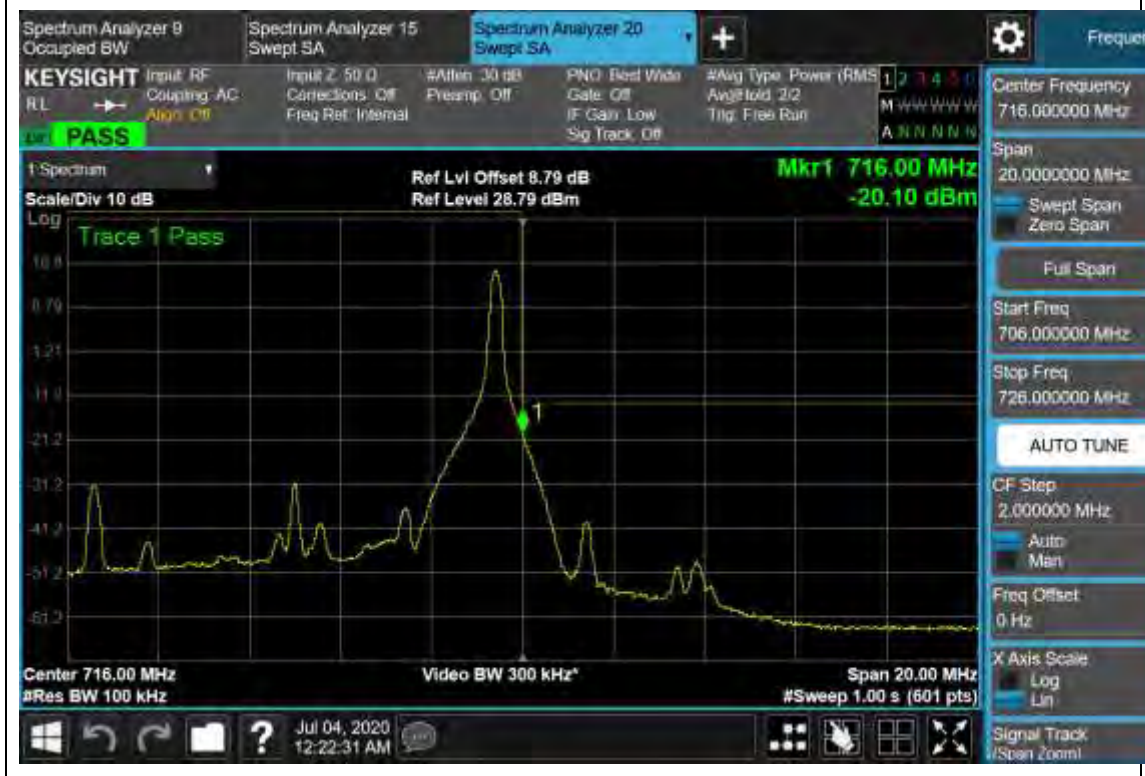 Spectrum Analyzer 9
Occupied BW
Spectrum Analyzer 15
Swept SA
Spectrum Analyzer 20
Swept SA
Frequen
KEYSIGHT
RL
Input: RF
Coupling: AC
Align: Off
Input Z: 50 Ω
Corrections: Off
Freq Ref: Internal
#Atten: 30 dB
Preamp: Off
PNO: Best Wide
Gate: Off
IF Gain: Low
Sig Track: Off
#Avg Type: Power (RMS
Avg|Hold: 2/2
Trig: Free Run
1 2 3 4 5 6
M W W W W W
A N N N N N
PASS
1 Spectrum
Scale/Div 10 dB
Ref Lvl Offset 8.79 dB
Ref Level 28.79 dBm
Mkr1 716.00 MHz
-20.10 dBm
Log
Trace 1 Pass
18.8
8.79
-1.21
-11.2
-21.2
-31.2
-41.2
-51.2
-61.2
1
Center 716.00 MHz
#Res BW 100 kHz
Video BW 300 kHz*
Span 20.00 MHz
#Sweep 1.00 s (601 pts)
Center Frequency
716.000000 MHz
Span
20.0000000 MHz
Swept Span
Zero Span
Full Span
Start Freq
706.000000 MHz
Stop Freq
726.000000 MHz
AUTO TUNE
CF Step
2.000000 MHz
Auto
Man
Freq Offset
0 Hz
X Axis Scale
Log
Lin
Signal Track
(Span Zoom)
?
Jul 04, 2020
12:22:31 AM